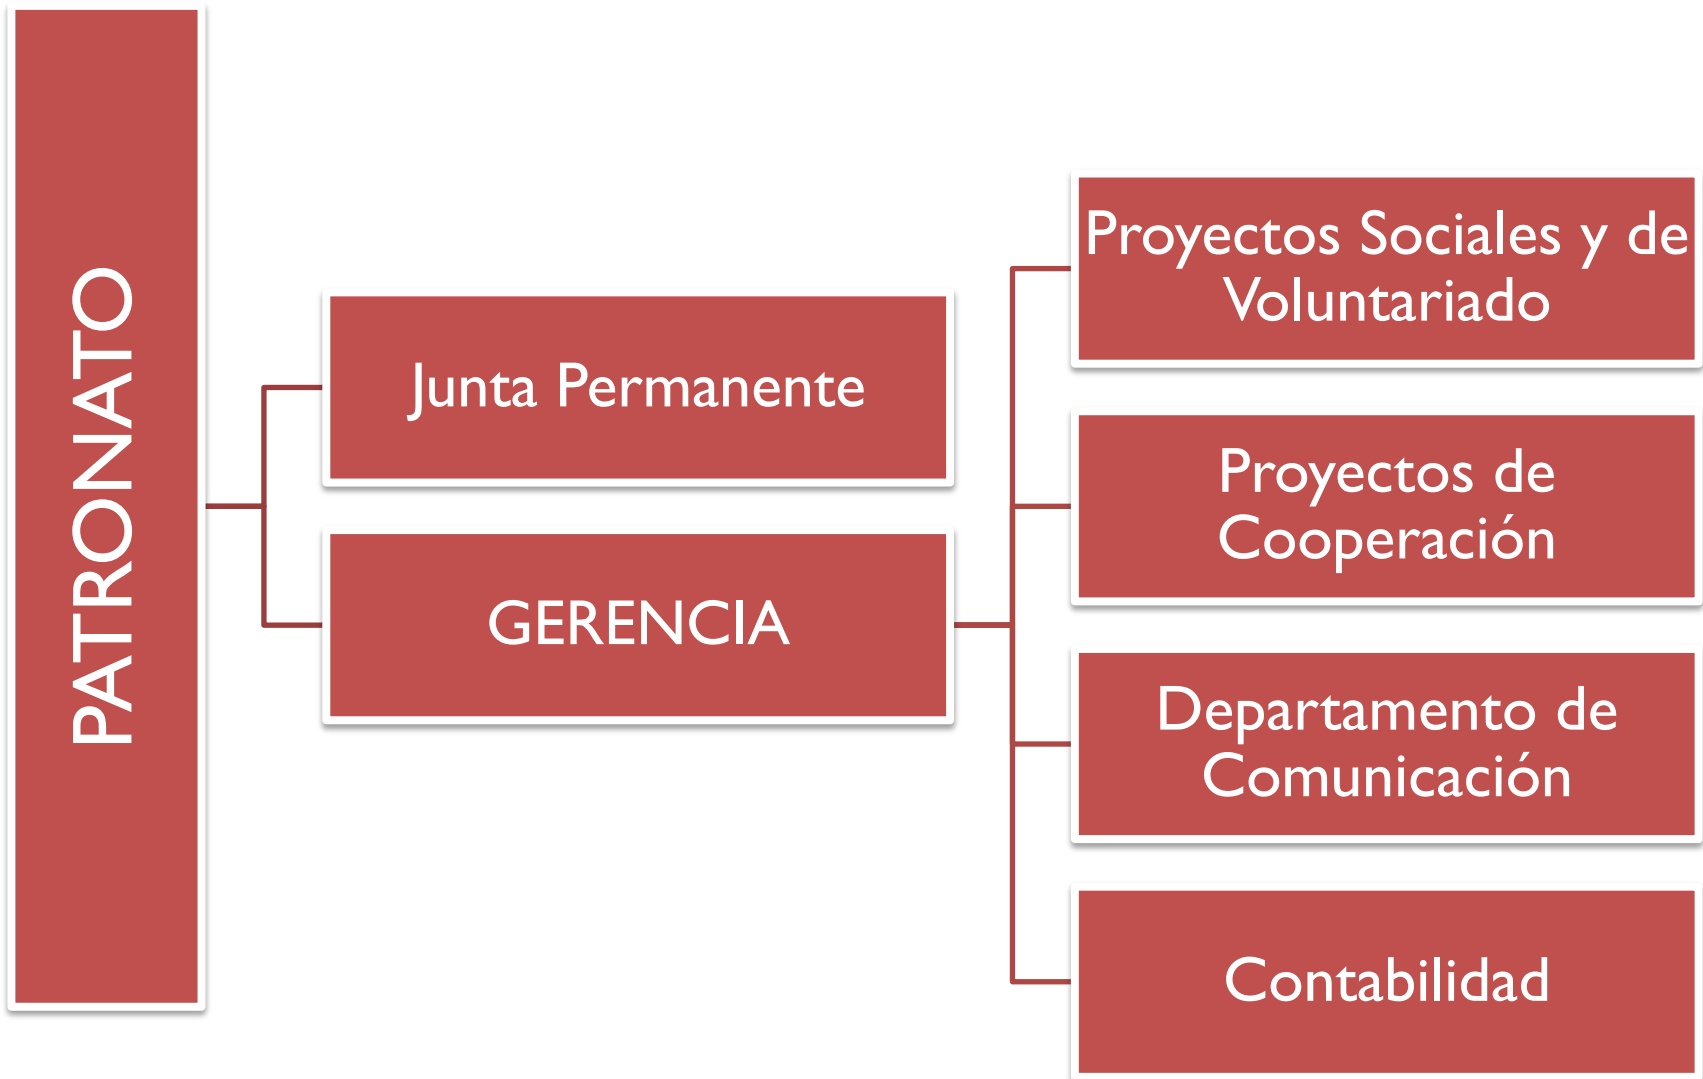 PATRONATO
Junta Permanente
GERENCIA
Proyectos Sociales y de
Voluntariado
Proyectos de
Cooperación
Departamento de
Comunicación
Contabilidad